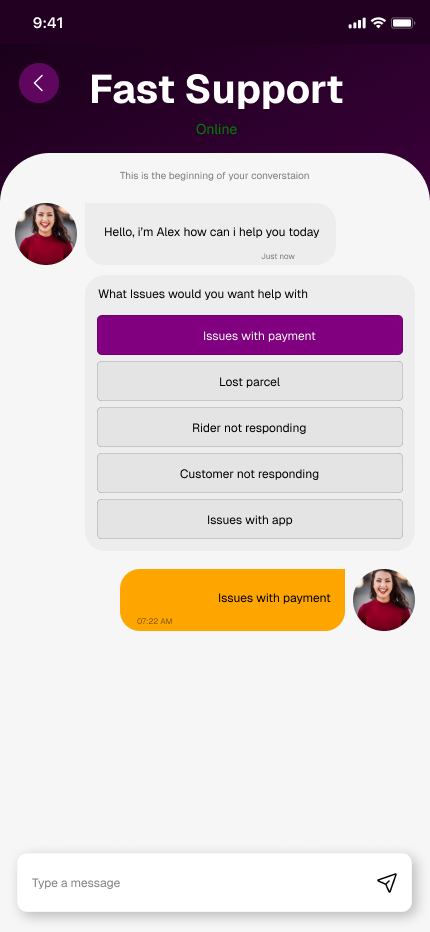 9:41
Fast Support
Online
This is the beginning of your converstaion
Hello, i'm Alex how can i help you today
Just now
What Issues would you want help with
Issues with payment
Lost parcel
Rider not responding
Customer not responding
Issues with app
Issues with payment
07:22 AM
Type a message